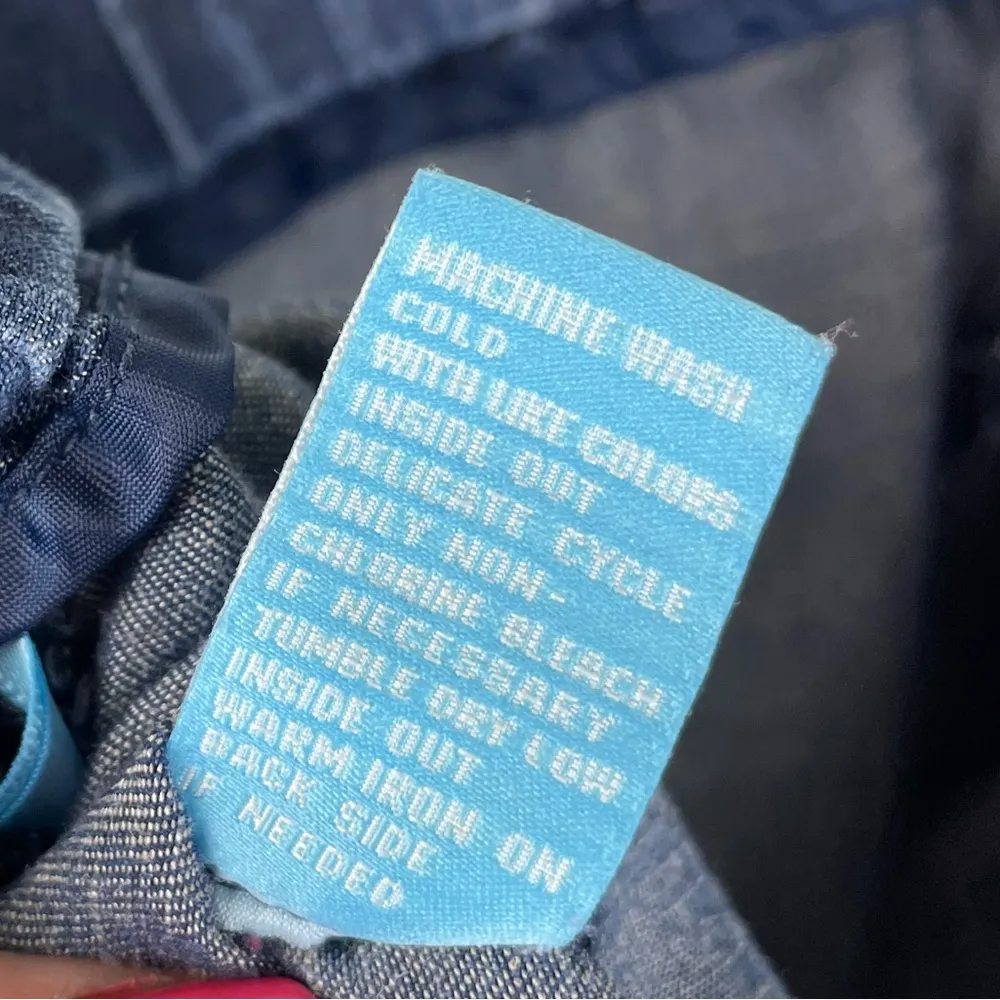 MACHINE WASH
COLD
WITH LIKE COLORS
INSIDE OUT
DELICATE CYCLE
ONLY NON-
CHLORINE BLEACH
IF NECESSARY
TUMBLE DRY LOW
INSIDE OUT
WARM IRON ON
BACK SIDE
IF NEEDED